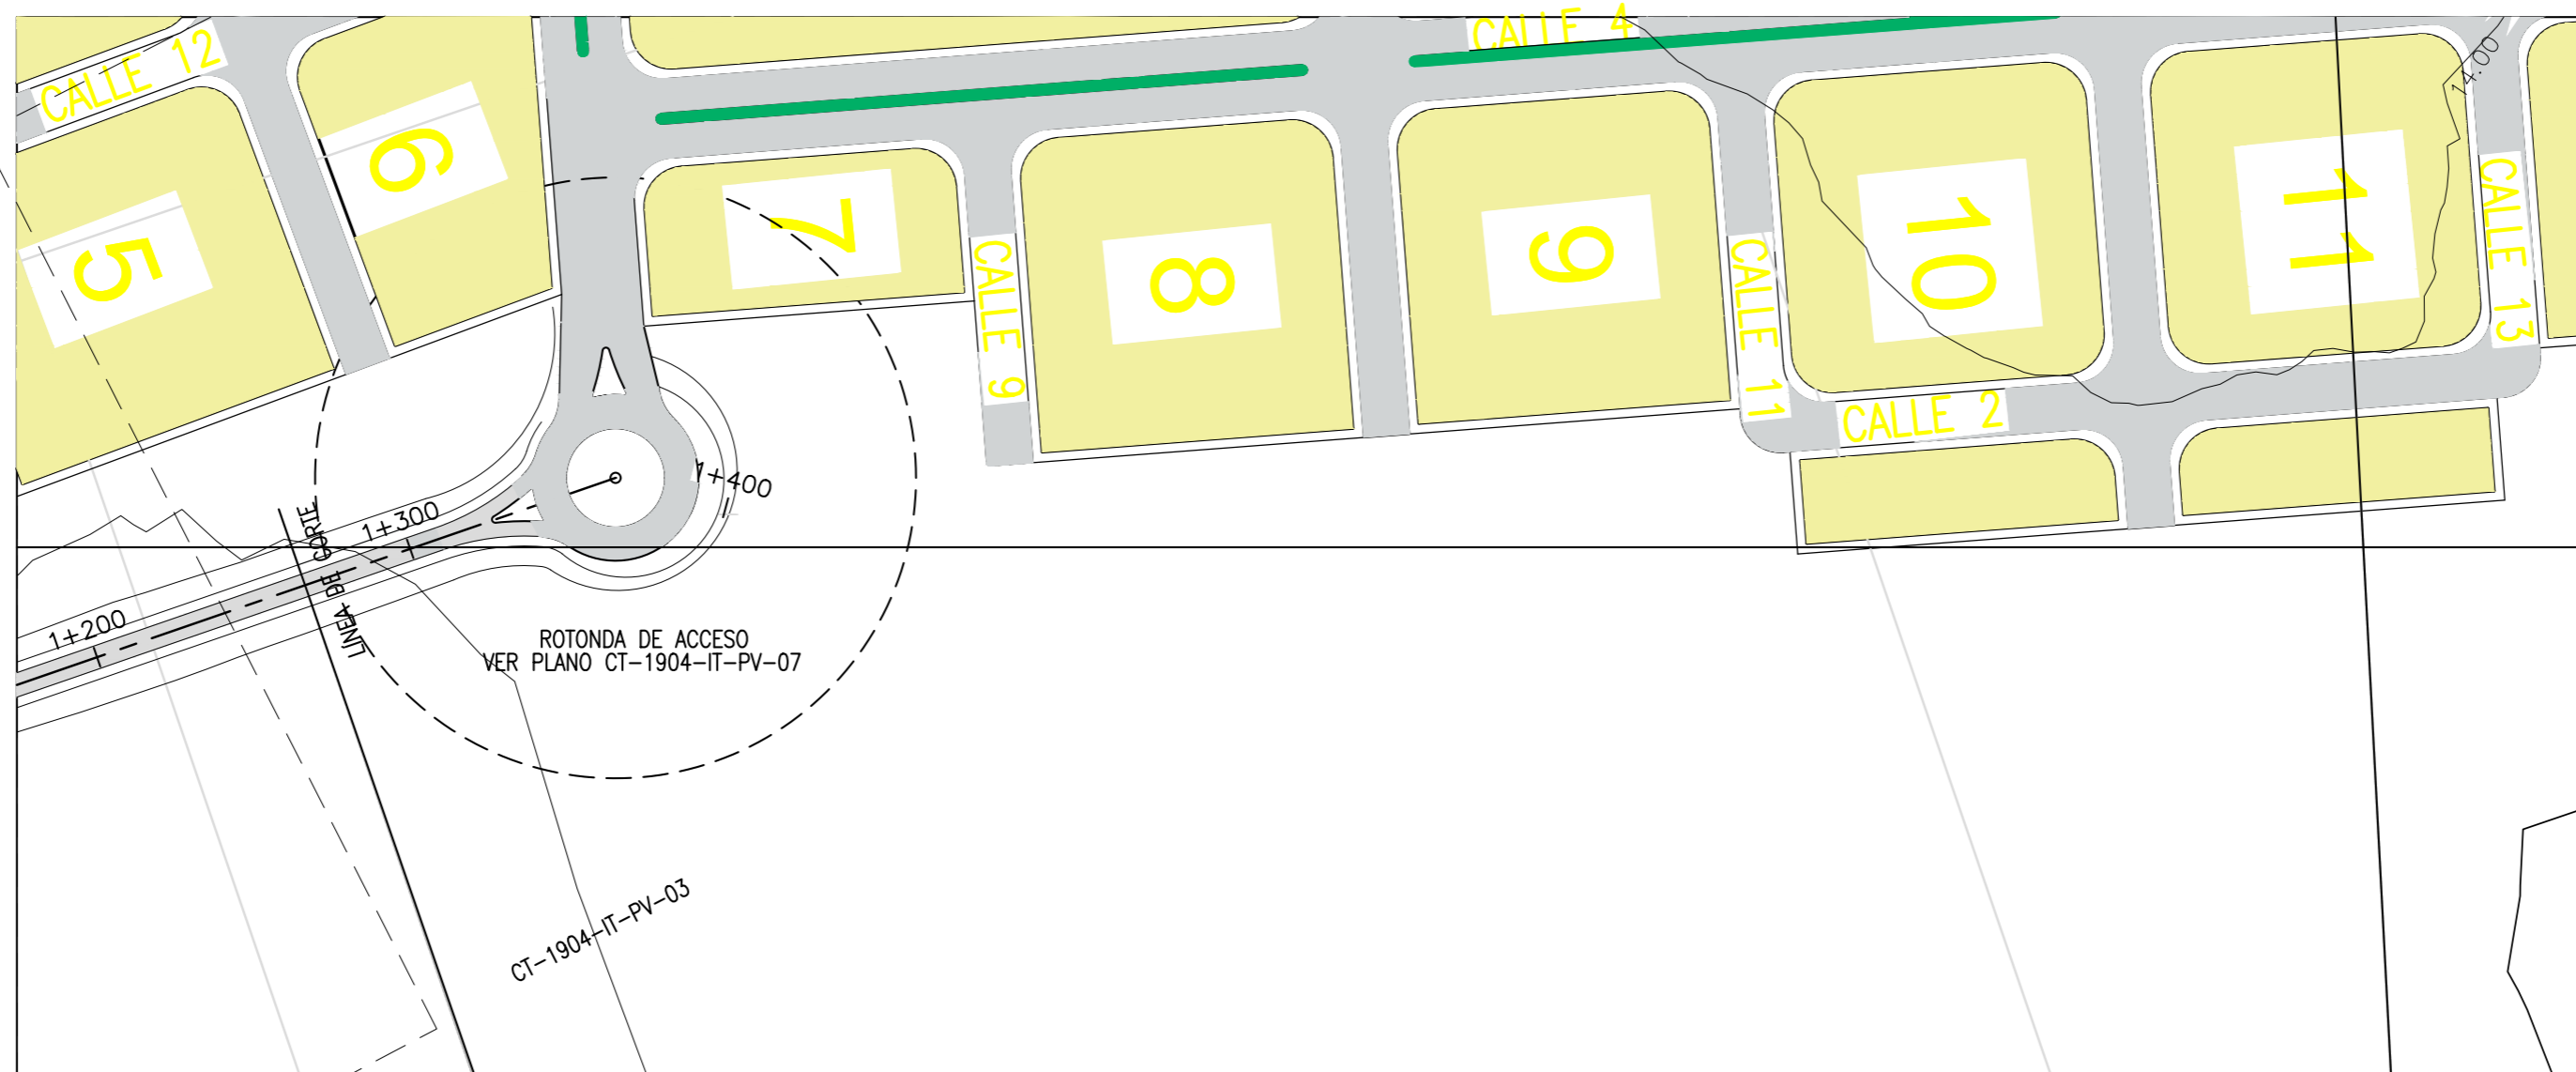 CALLE 12
CALLE 4
14.00
6
5
7
8
9
10
11
CALLE 9
CALLE 11
CALLE 13
CALLE 2
1+400
1+300
1+200
LINEA DE CORTE
ROTONDA DE ACCESO
VER PLANO CT-1904-IT-PV-07
CT-1904-IT-PV-03